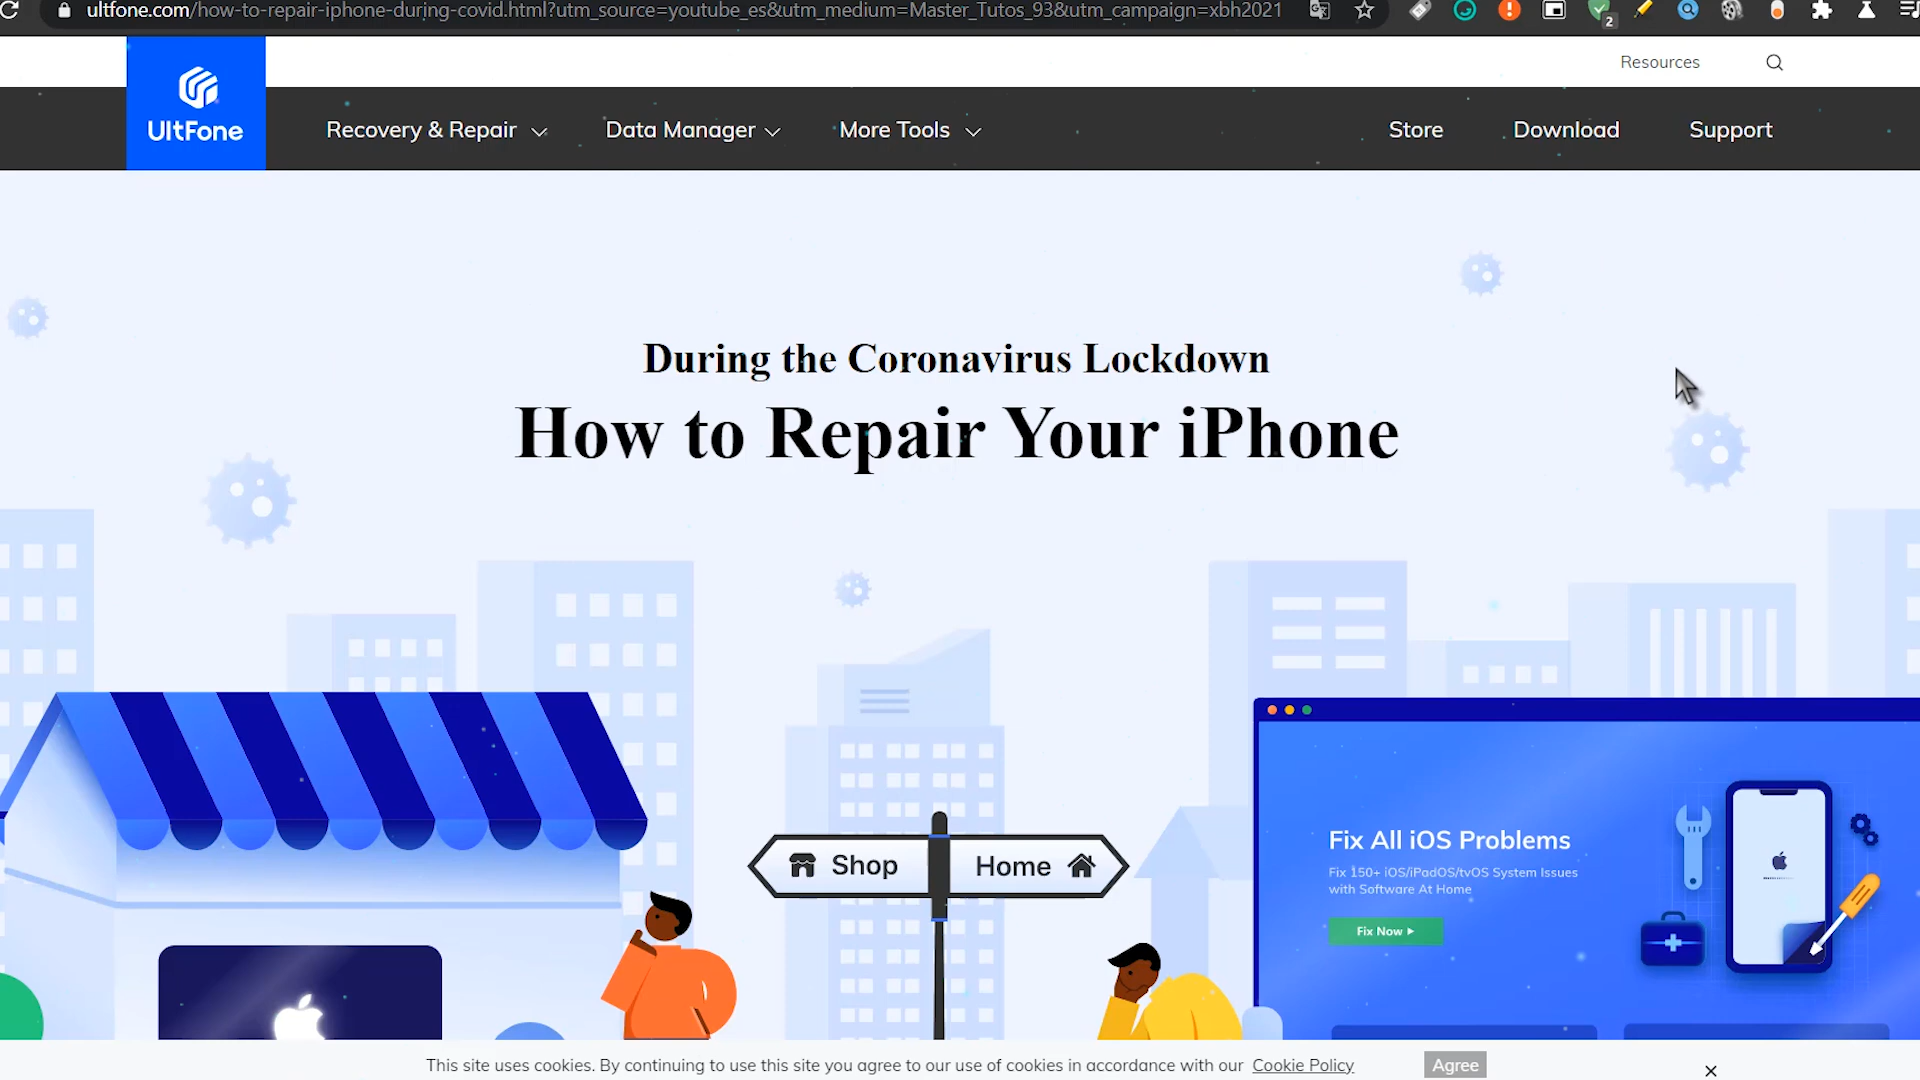 ultfone.com/how-to-repair-iphone-during-covid.html?utm_source=youtube_es&utm_medium=Master_Tutos_93&utm_campaign=xbh2021
2
Resources
UltFone
Recovery & Repair
Data Manager
More Tools
Store
Download
Support
During the Coronavirus Lockdown
How to Repair Your iPhone
Shop
Home
Fix All iOS Problems
Fix 150+ iOS/iPadOS/tvOS System Issues
with Software At Home
Fix Now
This site uses cookies. By continuing to use this site you agree to our use of cookies in accordance with our Cookie Policy
Agree